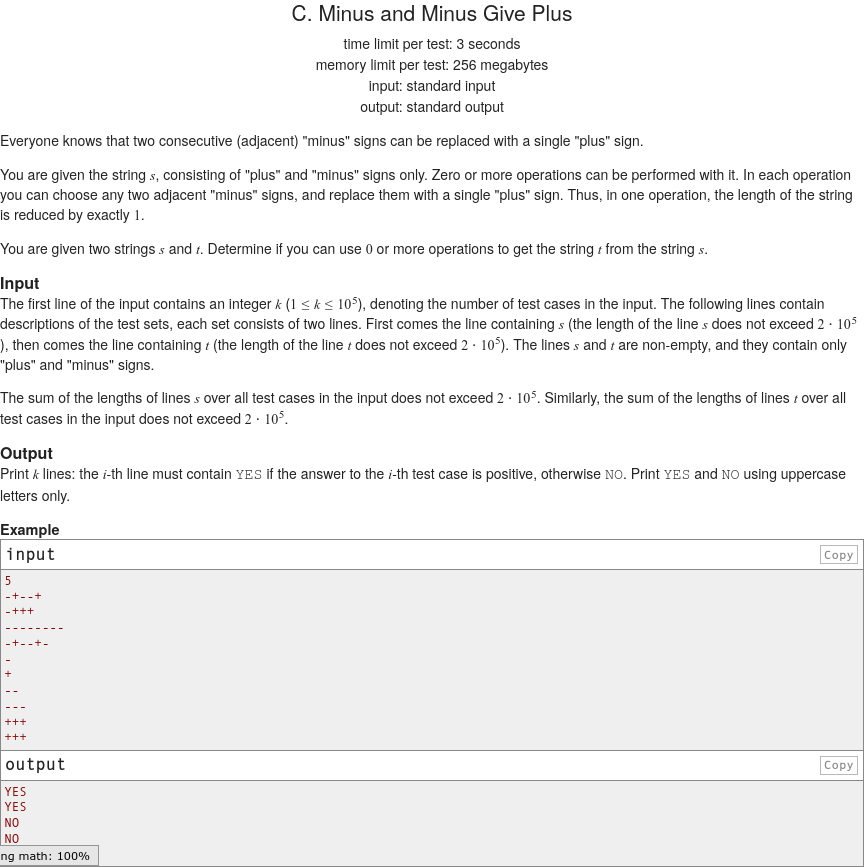 C. Minus and Minus Give Plus
time limit per test: 3 seconds
memory limit per test: 256 megabytes
input: standard input
output: standard output
Everyone knows that two consecutive (adjacent) "minus" signs can be replaced with a single "plus" sign.
You are given the string s, consisting of "plus" and "minus" signs only. Zero or more operations can be performed with it. In each operation
you can choose any two adjacent "minus" signs, and replace them with a single "plus" sign. Thus, in one operation, the length of the string
is reduced by exactly 1.
You are given two strings s and t. Determine if you can use 0 or more operations to get the string t from the string s.
Input
The first line of the input contains an integer k (1 ≤ k ≤ 10^5), denoting the number of test cases in the input. The following lines contain
descriptions of the test sets, each set consists of two lines. First comes the line containing s (the length of the line s does not exceed 2 · 10^5
), then comes the line containing t (the length of the line t does not exceed 2 · 10^5). The lines s and t are non-empty, and they contain only
"plus" and "minus" signs.
The sum of the lengths of lines s over all test cases in the input does not exceed 2 · 10^5. Similarly, the sum of the lengths of lines t over all
test cases in the input does not exceed 2 · 10^5.
Output
Print k lines: the i-th line must contain YES if the answer to the i-th test case is positive, otherwise NO. Print YES and NO using uppercase
letters only.
Example
input Copy
5
-+--+
-+++
--------
-+--+-
-
+
--
---
+++
+++
output Copy
YES
YES
NO
NO
ng math: 100%